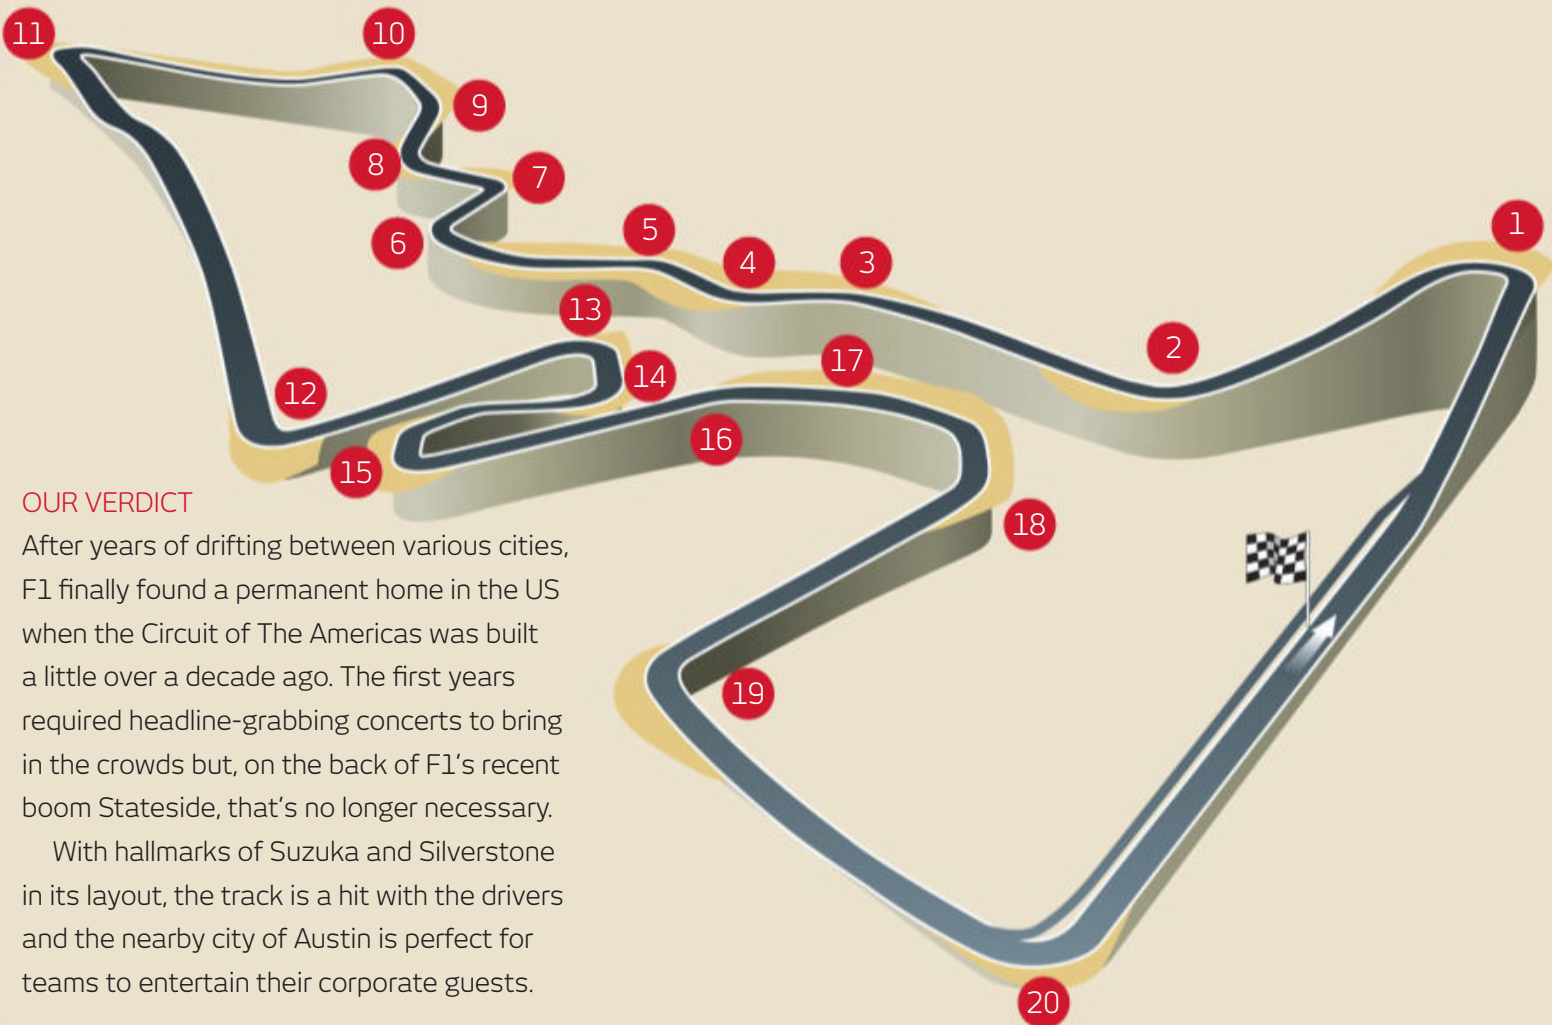 11
10
9
8
7
6
5
4
3
1
2
13
17
12
14
16
15
18
19
20
OUR VERDICT
After years of drifting between various cities,
F1 finally found a permanent home in the US
when the Circuit of The Americas was built
a little over a decade ago. The first years
required headline-grabbing concerts to bring
in the crowds but, on the back of F1's recent
boom Stateside, that's no longer necessary.
With hallmarks of Suzuka and Silverstone
in its layout, the track is a hit with the drivers
and the nearby city of Austin is perfect for
teams to entertain their corporate guests.